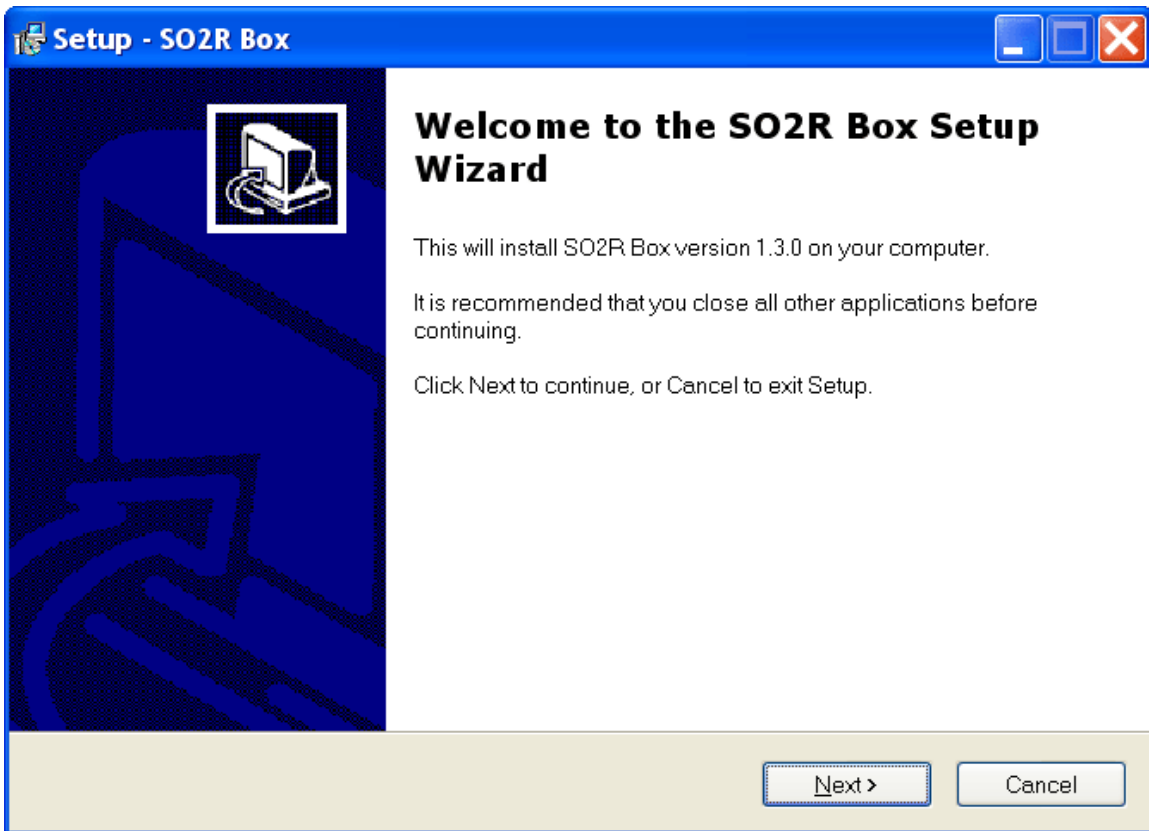 Setup - SO2R Box
Welcome to the SO2R Box Setup
Wizard
This will install SO2R Box version 1.3.0 on your computer.
It is recommended that you close all other applications before
continuing.
Click Next to continue, or Cancel to exit Setup.
Next >
Cancel